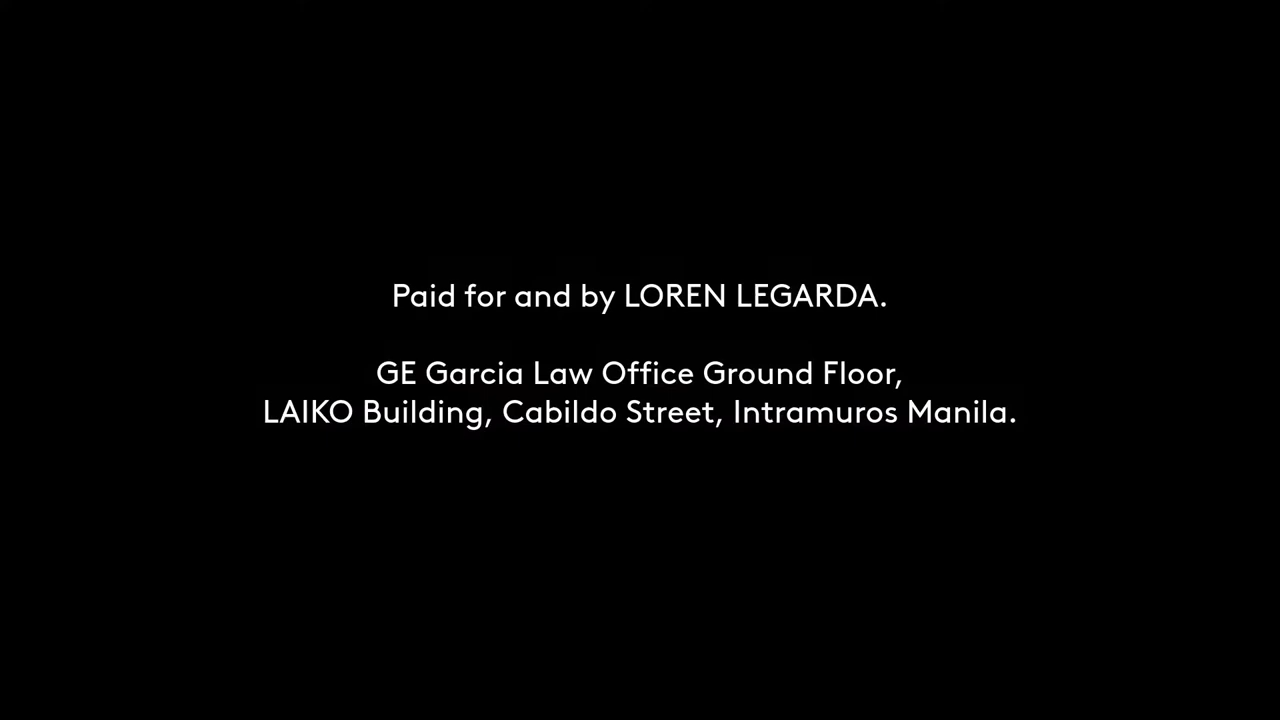 Paid for and by LOREN LEGARDA.
GE Garcia Law Office Ground Floor,
LAIKO Building, Cabildo Street, Intramuros Manila.